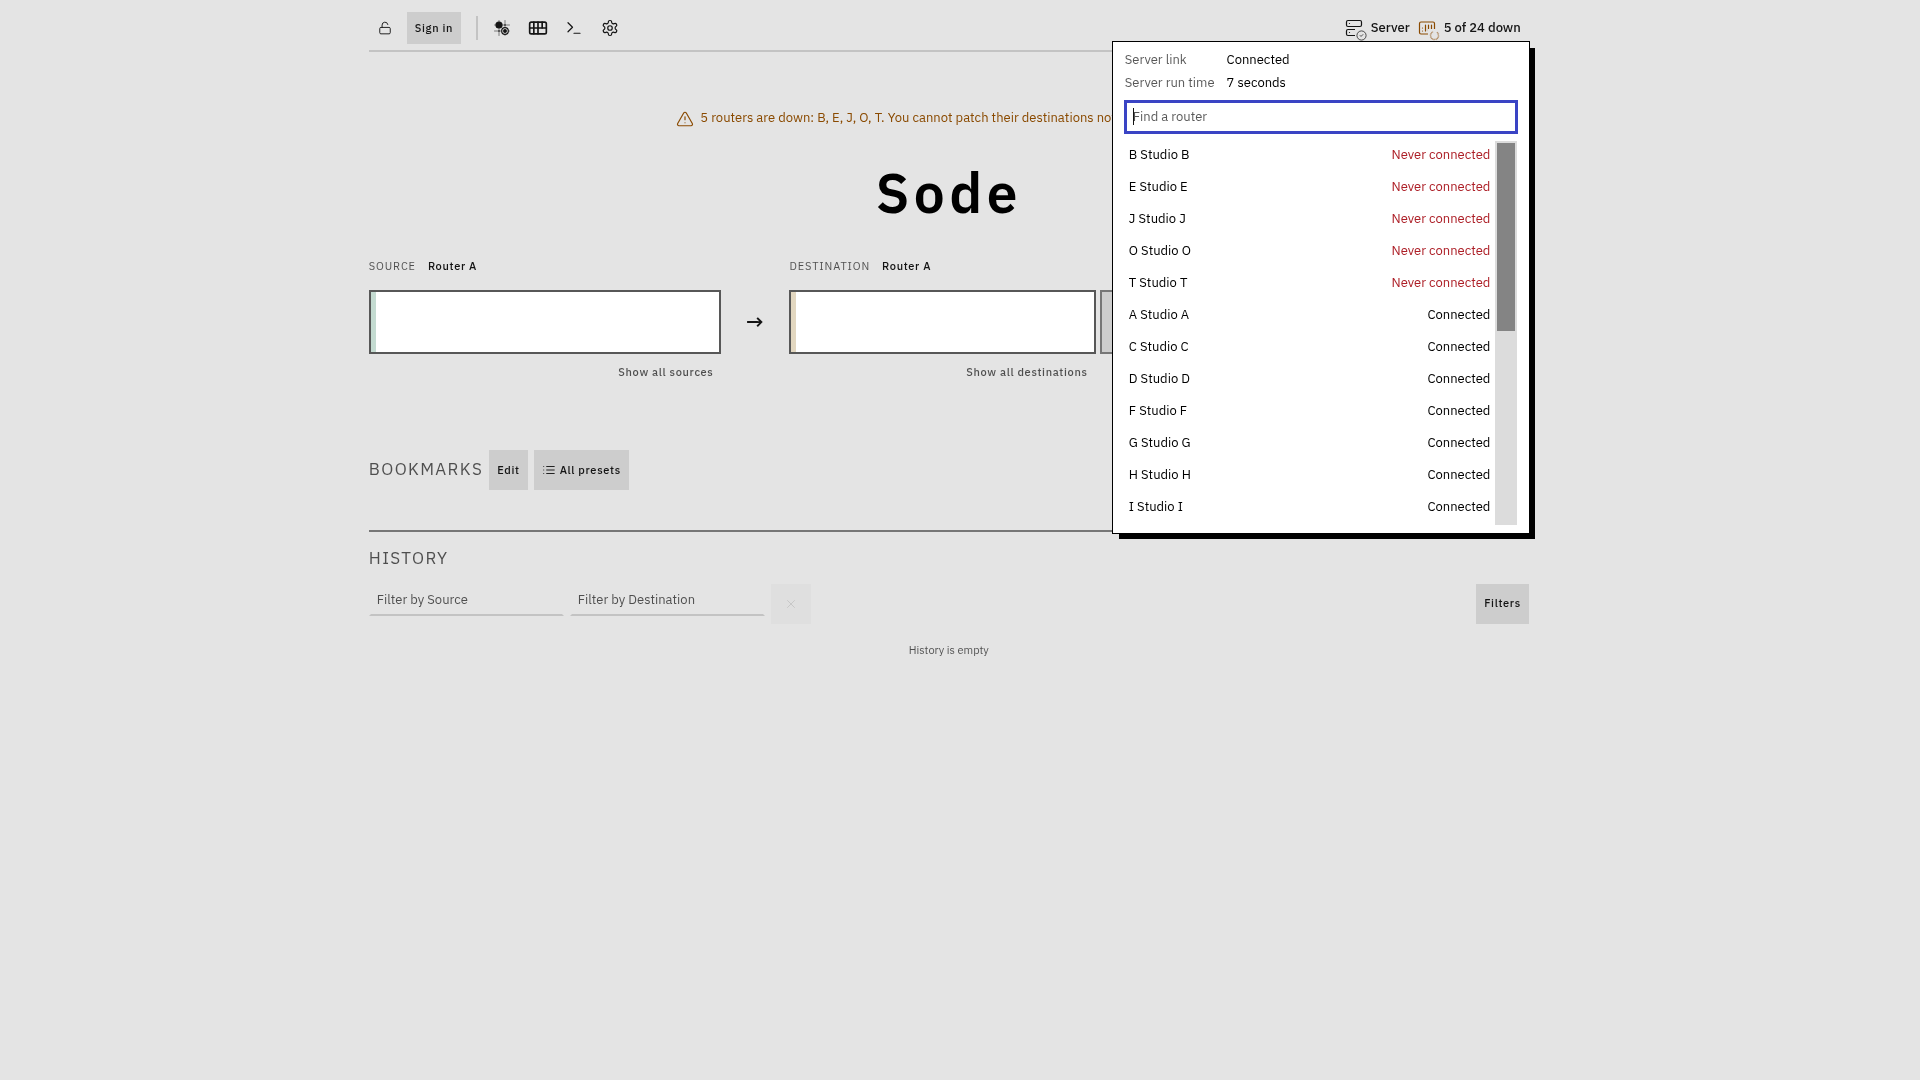 Sign in
Server
5 of 24 down
Server link Connected
Server run time 7 seconds
Find a router
B Studio B Never connected
E Studio E Never connected
J Studio J Never connected
O Studio O Never connected
T Studio T Never connected
A Studio A Connected
C Studio C Connected
D Studio D Connected
F Studio F Connected
G Studio G Connected
H Studio H Connected
I Studio I Connected
5 routers are down: B, E, J, O, T. You cannot patch their destinations
Sode
SOURCE Router A
DESTINATION Router A
→
Show all sources
Show all destinations
BOOKMARKS
Edit
All presets
HISTORY
Filter by Source
Filter by Destination
Filters
History is empty